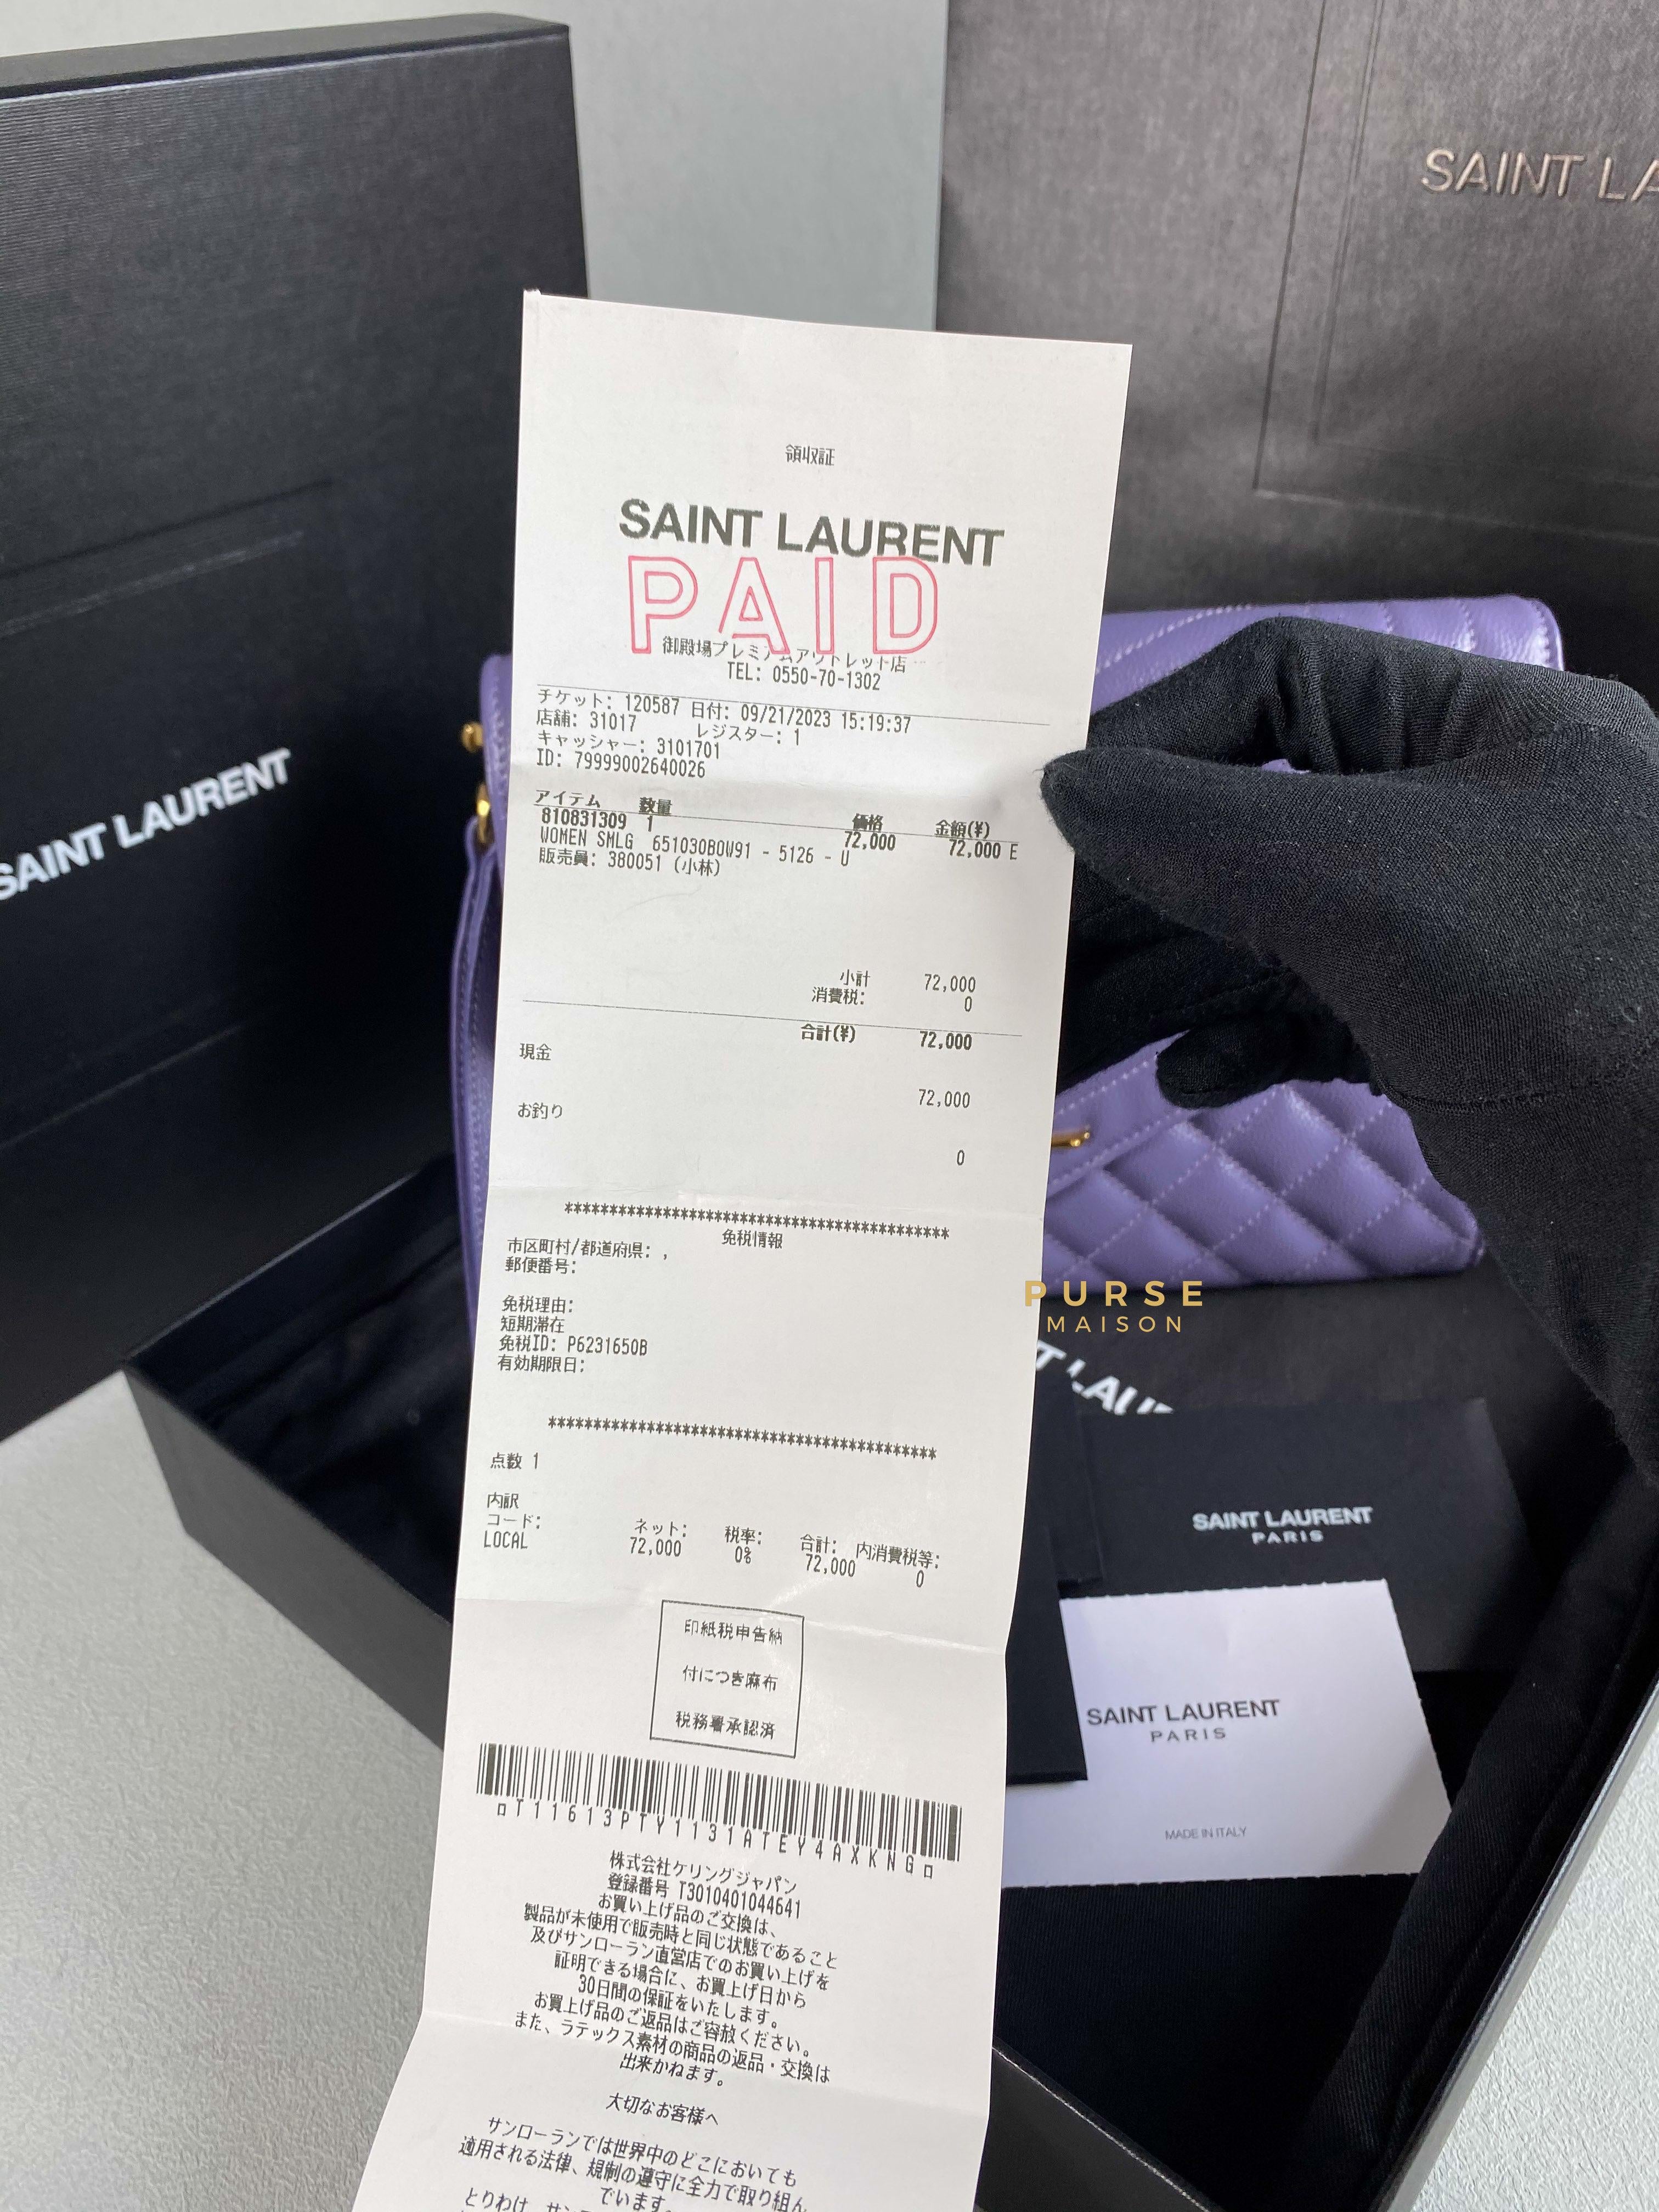 SAINT LA
SAINT LAURENT
領収証
SAINT LAURENT
PAID
御殿場プレミアムアウトレット店
TEL: 0550-70-1302
チケット: 120587 日付: 09/21/2023 15:19:37
店舗: 31017 レジスター: 1
キャッシャー: 3101701
ID: 79999002640026
アイテム 数量 価格 金額(¥)
810831309 1 72,000 72,000 E
WOMEN SMLG 651030BOW91 - 5126 - U
販売員: 380051 (小林)
小計 72,000
消費税: 0
合計(¥) 72,000
現金
72,000
お釣り
0
*******************************************
免税情報
市区町村/都道府県: ,
郵便番号:
免税理由:
短期滞在
免税ID: P6231650B
有効期限日:
*******************************************
点数 1
内訳
コード: ネット: 税率: 合計: 内消費税等:
LOCAL 72,000 0% 72,000 0
印紙税申告納
付につき麻布
税務署承認済
T11613PTY1131ATEY4AXKNG
株式会社ケリングジャパン
登録番号 T3010401044641
お買い上げ品のご交換は、
製品が未使用で販売時と同じ状態であること
及びサンローラン直営店でのお買い上げを
証明できる場合に、お買上げ日から
30日間の保証をいたします。
お買上げ品のご返品はご容赦ください。
また、ラテックス素材の商品の返品・交換は
出来かねます。
大切なお客様へ
サンローランでは世界中のどこにおいても
適用される法律、規制の遵守に全力で取り組ん
でいます。
とりわけ、サン
PURSE
MAISON
T LAU
SAINT LAURENT
PARIS
SAINT LAURENT
PARIS
MADE IN ITALY